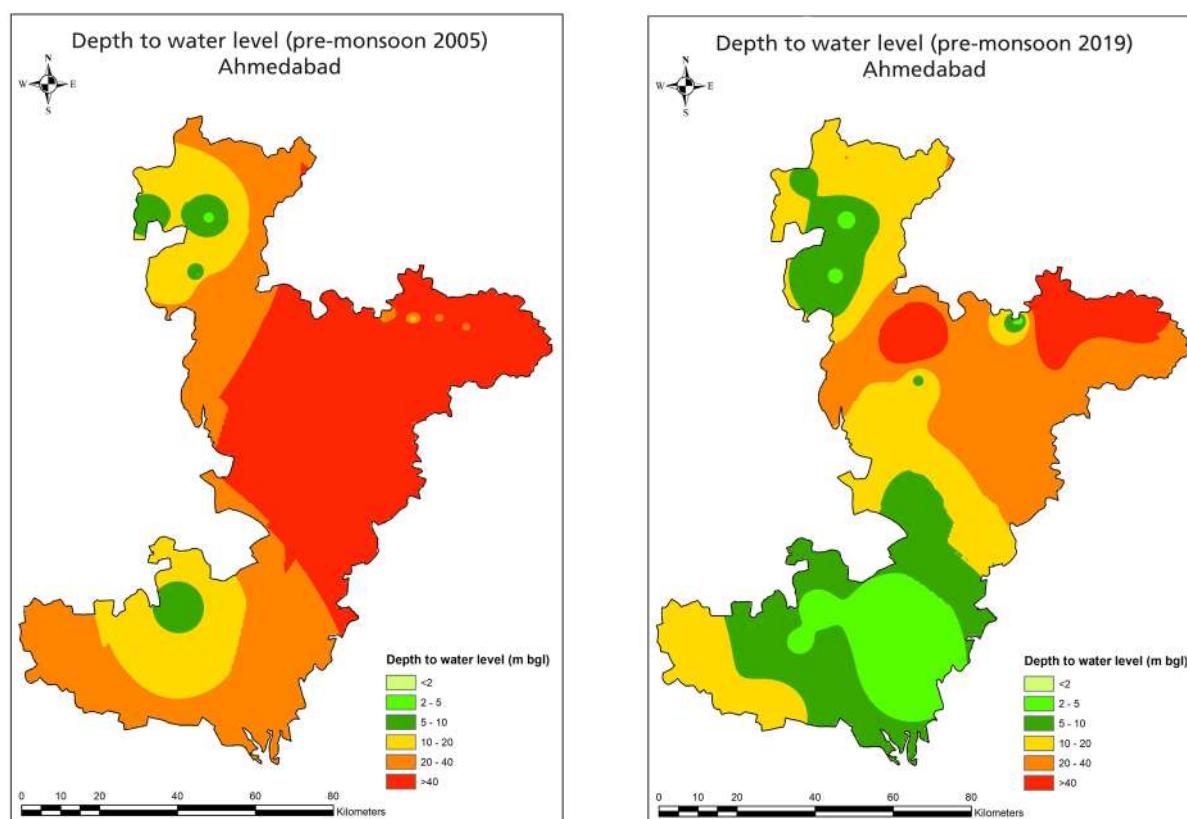 Depth to water level (pre-monsoon 2005)
Ahmedabad
N
W
E
S
Depth to water level (m bgl)
<2
2 - 5
5 - 10
10 - 20
20 - 40
>40
0
20
40
60
80
Kilometers
Depth to water level (pre-monsoon 2019)
Ahmedabad
N
W
E
S
Depth to water level (m bgl)
<2
2 - 5
5 - 10
10 - 20
20 - 40
>40
0
20
40
60
80
Kilometers